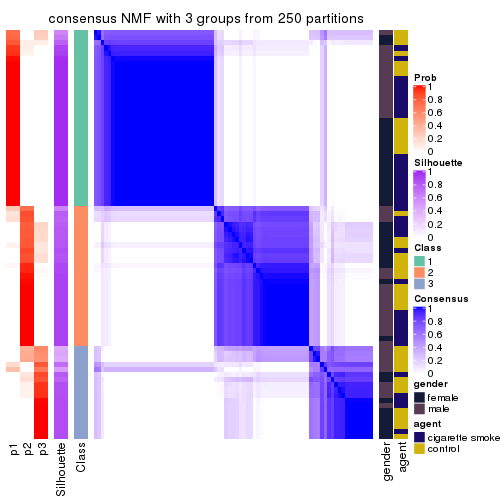 consensus NMF with 3 groups from 250 partitions
Prob
1
0.8
0.6
0.4
0.2
0
Silhouette
1
0.8
0.6
0.4
0.2
0
Class
1
2
3
Consensus
1
0.8
0.6
0.4
0.2
0
gender
female
male
agent
cigarette smoke
control
p1
p2
p3
Silhouette
Class
gender
agent